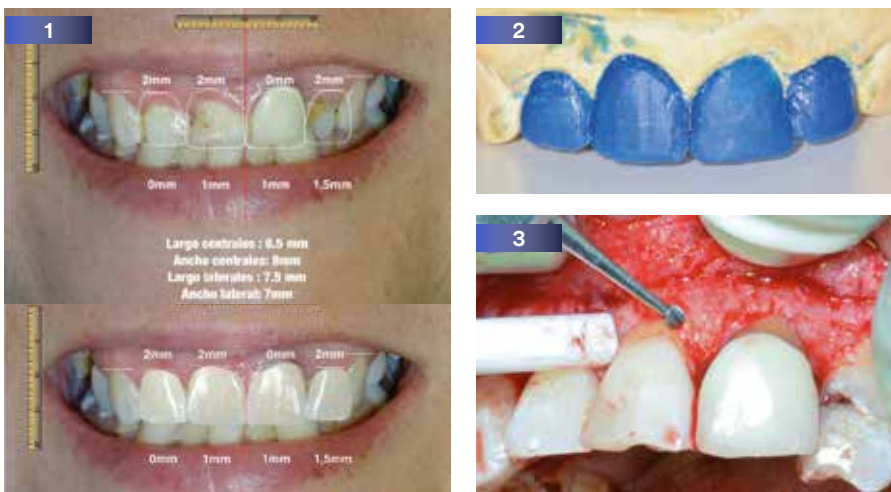 1
2mm 2mm 0mm 2mm
0mm 1mm 1mm 1,5mm
Largo centrales : 8.5 mm
Ancho centrales: 8mm
Largo laterales : 7.5 mm
Ancho lateral: 7mm
2mm 2mm 0mm 2mm
0mm 1mm 1mm 1,5mm
2
3